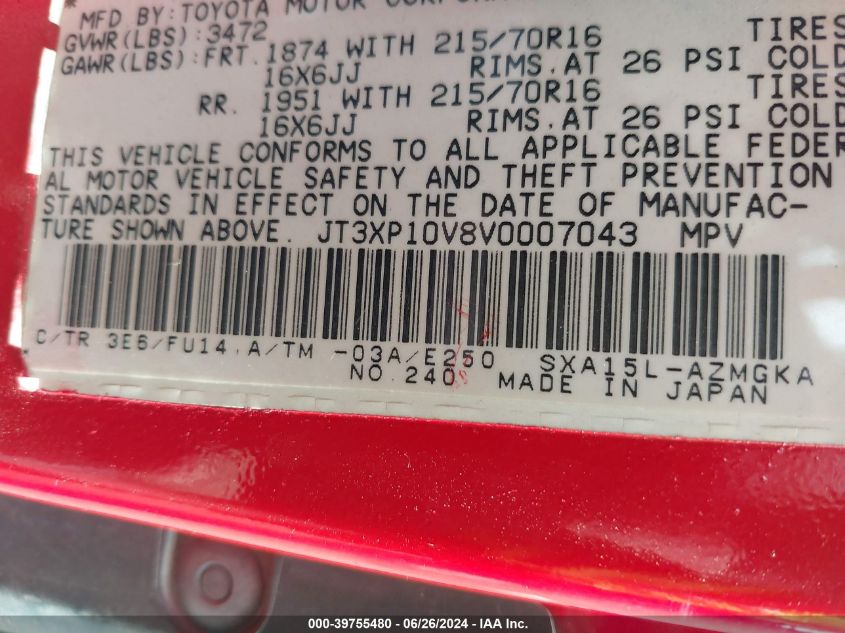 MFD BY:TOYOTA MOTOR
GVWR(LBS):3472
GAWR(LBS):FRT. 1874 WITH 215/70R16 TIRES
16X6JJ RIMS.AT 26 PSI COLD
RR. 1951 WITH 215/70R16 TIRES
16X6JJ RIMS.AT 26 PSI COLD
THIS VEHICLE CONFORMS TO ALL APPLICABLE FEDER
AL MOTOR VEHICLE SAFETY AND THEFT PREVENTION
STANDARDS IN EFFECT ON THE DATE OF MANUFAC-
TURE SHOWN ABOVE. JT3XP10V8V0007043 MPV
C/TR 3E6/FU14.A/TM -03A/E250 SXA15L-AZMGKA
NO.240 MADE IN JAPAN
000-39755480 - 06/26/2024 - IAA Inc.